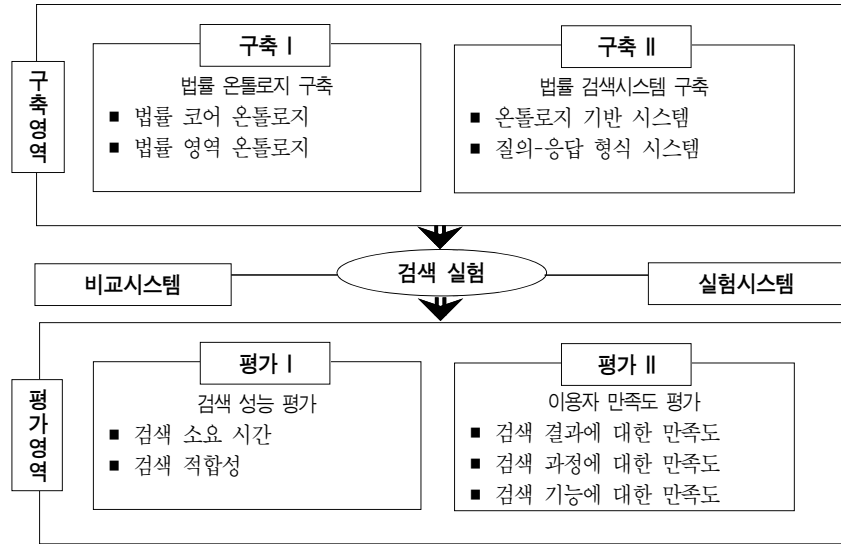 구축영역
구축 Ⅰ
법률 온톨로지 구축
■ 법률 코어 온톨로지
■ 법률 영역 온톨로지
구축 Ⅱ
법률 검색시스템 구축
■ 온톨로지 기반 시스템
■ 질의-응답 형식 시스템
비교시스템
검색 실험
실험시스템
평가영역
평가 Ⅰ
검색 성능 평가
■ 검색 소요 시간
■ 검색 적합성
평가 Ⅱ
이용자 만족도 평가
■ 검색 결과에 대한 만족도
■ 검색 과정에 대한 만족도
■ 검색 기능에 대한 만족도